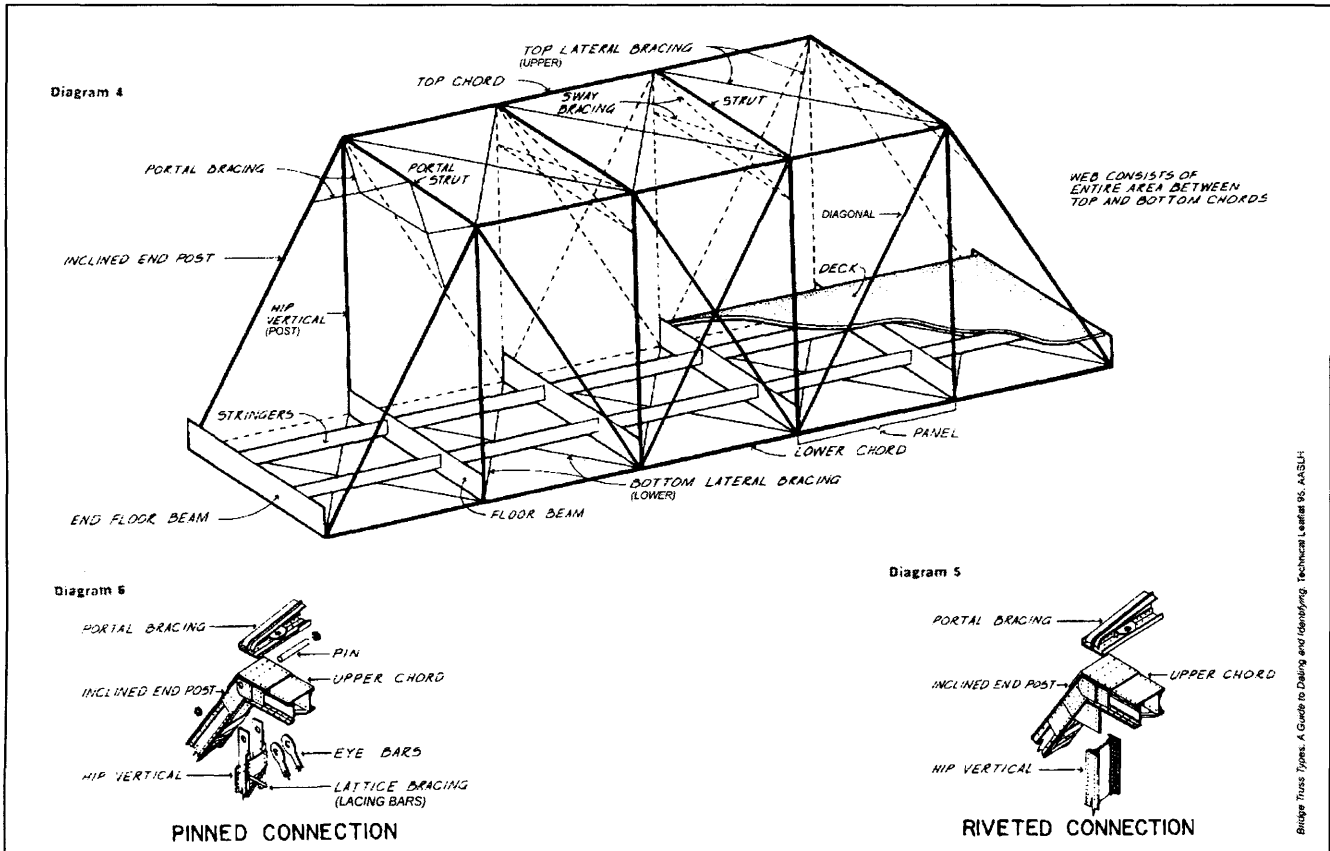 Diagram 4
TOP LATERAL BRACING
(UPPER)
TOP CHORD
SWAY
BRACING
STRUT
PORTAL BRACING
PORTAL
STRUT
WEB CONSISTS OF
ENTIRE AREA BETWEEN
TOP AND BOTTOM CHORDS
DIAGONAL
INCLINED END POST
DECK
HIP
VERTICAL
(POST)
STRINGERS
PANEL
LOWER CHORD
BOTTOM LATERAL BRACING
(LOWER)
FLOOR BEAM
END FLOOR BEAM
Diagram 6
PORTAL BRACING
PIN
UPPER CHORD
INCLINED END POST
EYE BARS
HIP VERTICAL
LATTICE BRACING
(LACING BARS)
PINNED CONNECTION
Diagram 5
PORTAL BRACING
INCLINED END POST
UPPER CHORD
HIP VERTICAL
RIVETED CONNECTION
Bridge Truss Types: A Guide to Dating and Identifying. Technical Leaflet 95, AASLH